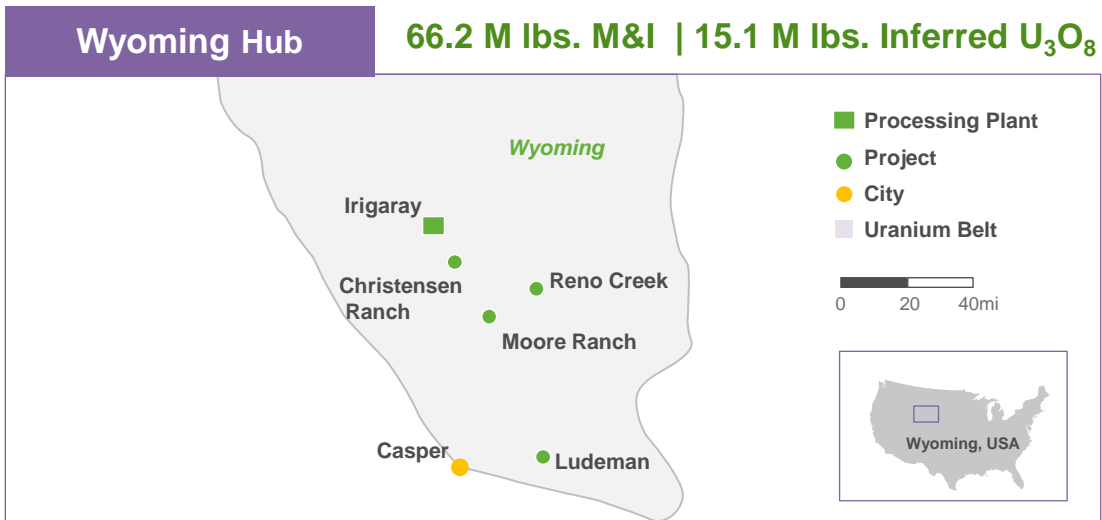 Wyoming Hub
66.2 M lbs. M&I | 15.1 M lbs. Inferred U₃O₈
Wyoming
Irigaray
Christensen
Ranch
Reno Creek
Moore Ranch
Casper
Ludeman
Processing Plant
Project
City
Uranium Belt
0 20 40mi
Wyoming, USA